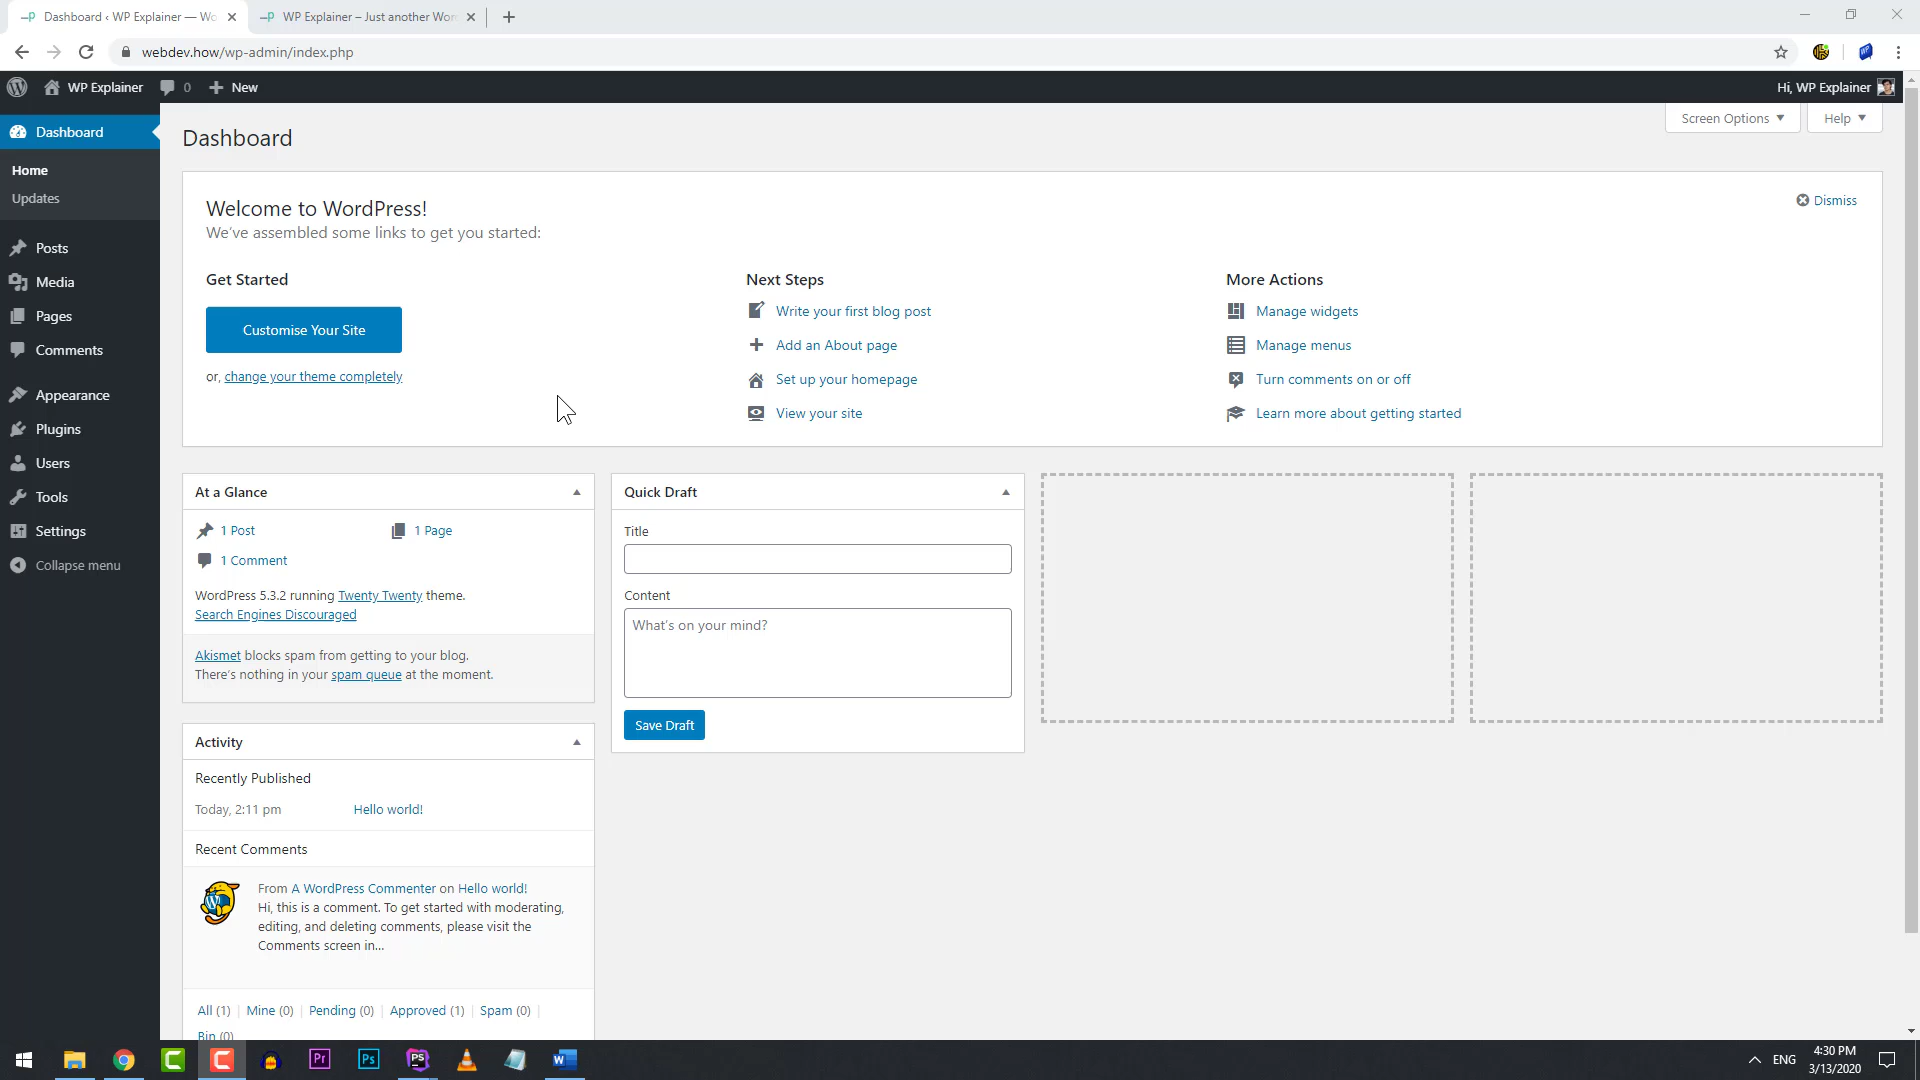 Dashboard ‹ WP Explainer — Wo
WP Explainer – Just another Wor
webdev.how/wp-admin/index.php
WP Explainer
0
New
Hi, WP Explainer
Dashboard
Home
Updates
Posts
Media
Pages
Comments
Appearance
Plugins
Users
Tools
Settings
Collapse menu
Dashboard
Screen Options
Help
Welcome to WordPress!
We've assembled some links to get you started:
Dismiss
Get Started
Customise Your Site
or, change your theme completely
Next Steps
Write your first blog post
Add an About page
Set up your homepage
View your site
More Actions
Manage widgets
Manage menus
Turn comments on or off
Learn more about getting started
At a Glance
1 Post
1 Page
1 Comment
WordPress 5.3.2 running Twenty Twenty theme.
Search Engines Discouraged
Akismet blocks spam from getting to your blog.
There's nothing in your spam queue at the moment.
Quick Draft
Title
Content
What's on your mind?
Save Draft
Activity
Recently Published
Today, 2:11 pm
Hello world!
Recent Comments
From A WordPress Commenter on Hello world!
Hi, this is a comment. To get started with moderating,
editing, and deleting comments, please visit the
Comments screen in...
All (1) | Mine (0) | Pending (0) | Approved (1) | Spam (0) |
Bin (0)
Pr
Ps
PS
W
ENG
4:30 PM
3/13/2020